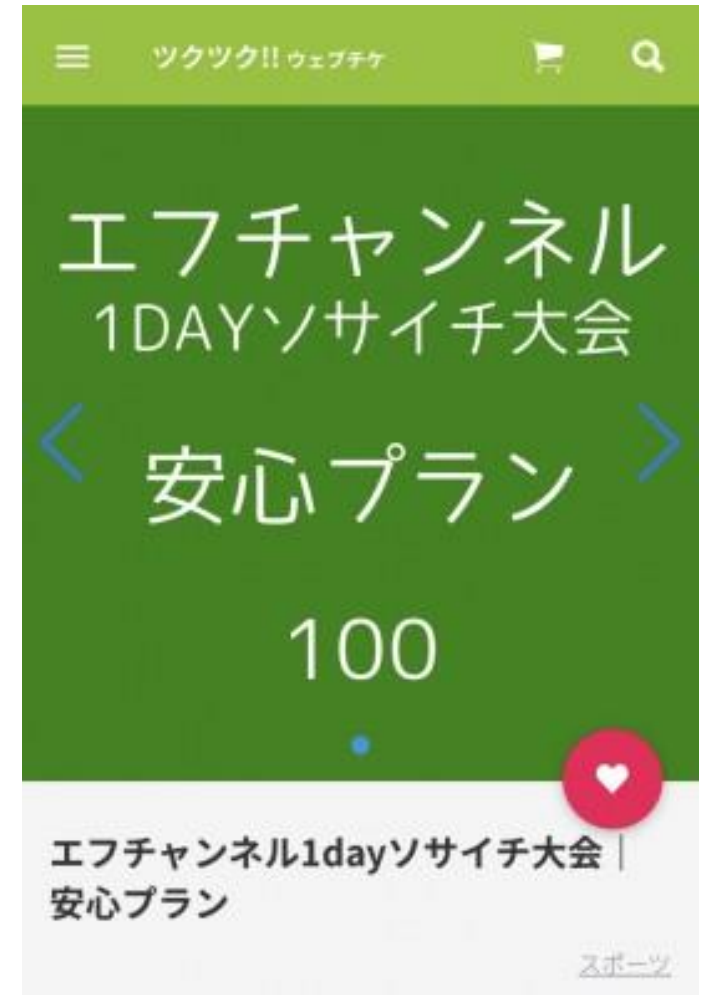 ツクツク!! ウェブチケ
エフチャンネル
1DAYソサイチ大会
安心プラン
100
エフチャンネル1dayソサイチ大会｜
安心プラン
スポーツ